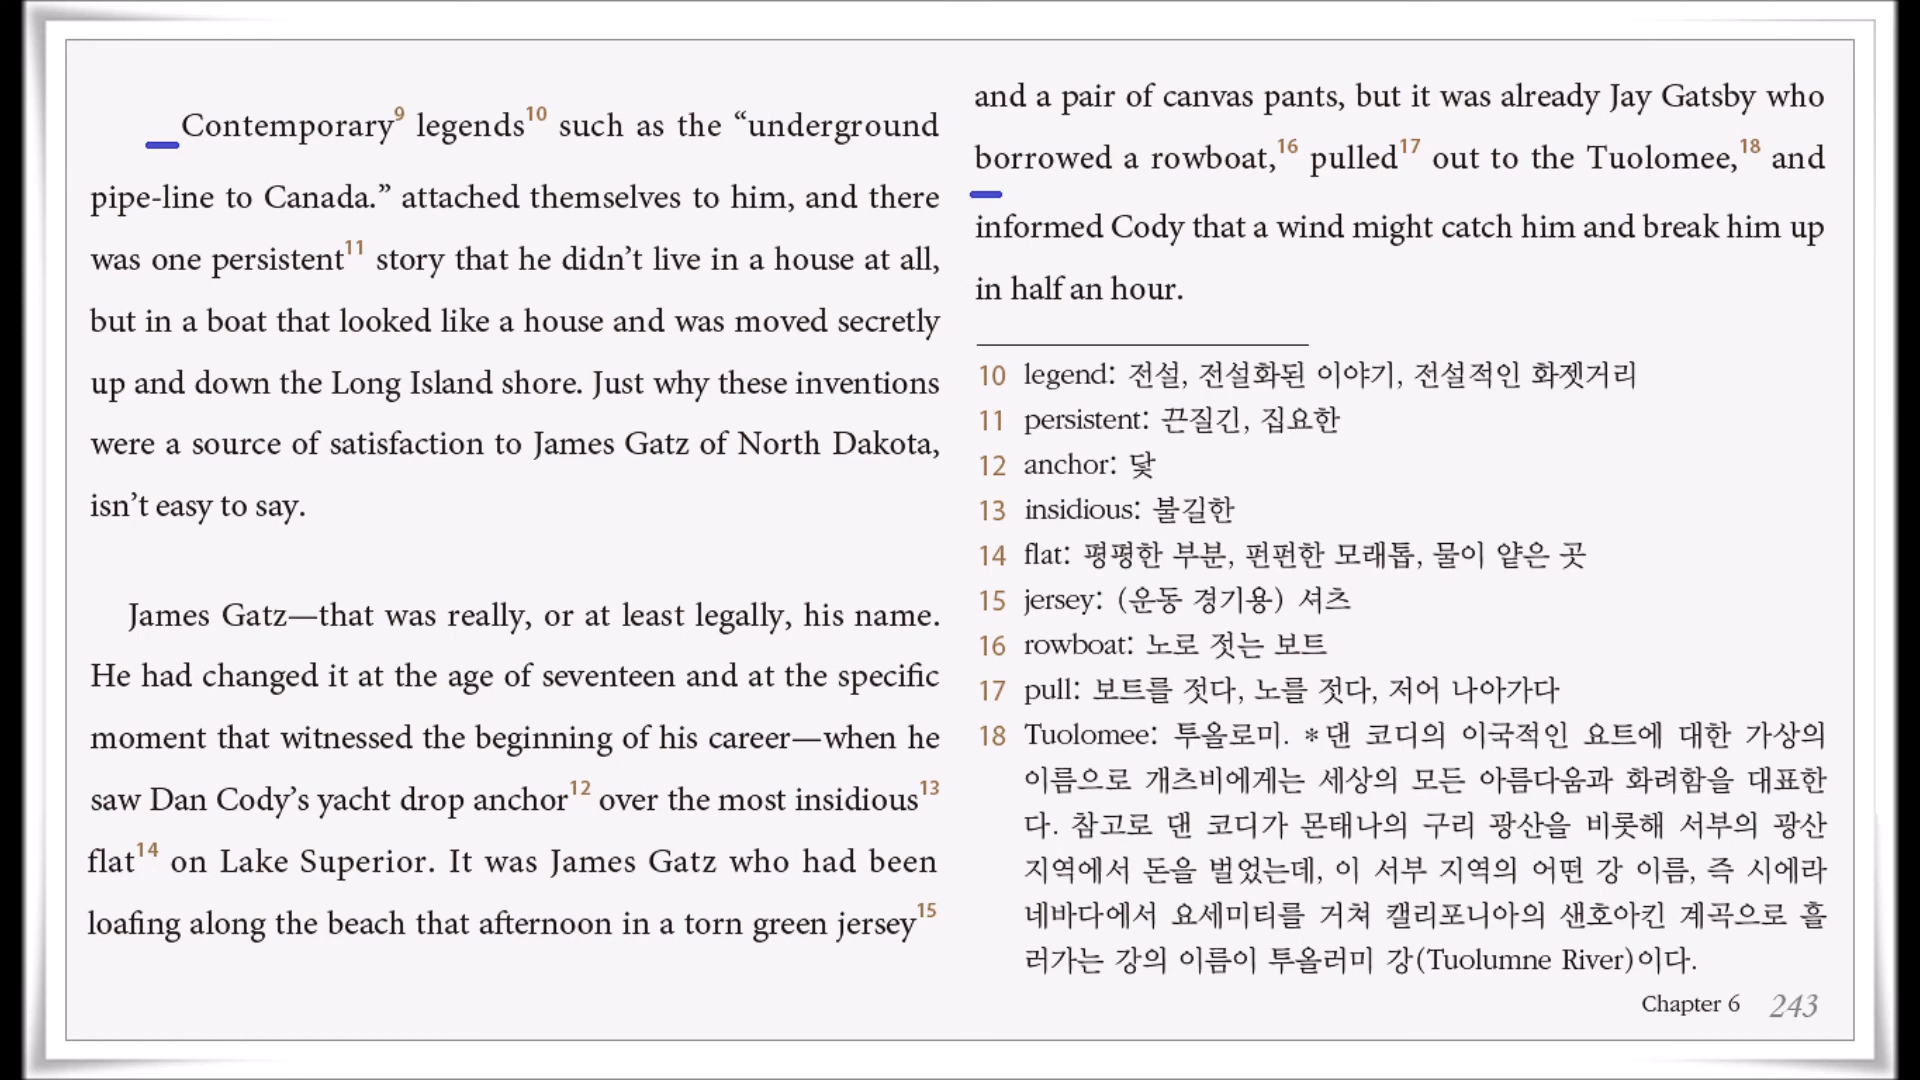 Contemporary9 legends10 such as the “underground
pipe-line to Canada.” attached themselves to him, and there
was one persistent11 story that he didn’t live in a house at all,
but in a boat that looked like a house and was moved secretly
up and down the Long Island shore. Just why these inventions
were a source of satisfaction to James Gatz of North Dakota,
isn’t easy to say.
James Gatz—that was really, or at least legally, his name.
He had changed it at the age of seventeen and at the specific
moment that witnessed the beginning of his career—when he
saw Dan Cody’s yacht drop anchor12 over the most insidious13
flat14 on Lake Superior. It was James Gatz who had been
loafing along the beach that afternoon in a torn green jersey15
and a pair of canvas pants, but it was already Jay Gatsby who
borrowed a rowboat,16 pulled17 out to the Tuolomee,18 and
informed Cody that a wind might catch him and break him up
in half an hour.
10 legend: 전설, 전설화된 이야기, 전설적인 화젯거리
11 persistent: 끈질긴, 집요한
12 anchor: 닻
13 insidious: 불길한
14 flat: 평평한 부분, 펀펀한 모래톱, 물이 얕은 곳
15 jersey: (운동 경기용) 셔츠
16 rowboat: 노로 젓는 보트
17 pull: 보트를 젓다, 노를 젓다, 저어 나아가다
18 Tuolomee: 투올로미. *댄 코디의 이국적인 요트에 대한 가상의
이름으로 개츠비에게는 세상의 모든 아름다움과 화려함을 대표한
다. 참고로 댄 코디가 몬태나의 구리 광산을 비롯해 서부의 광산
지역에서 돈을 벌었는데, 이 서부 지역의 어떤 강 이름, 즉 시에라
네바다에서 요세미티를 거쳐 캘리포니아의 샌호아킨 계곡으로 흘
러가는 강의 이름이 투올러미 강(Tuolumne River)이다.
Chapter 6 243